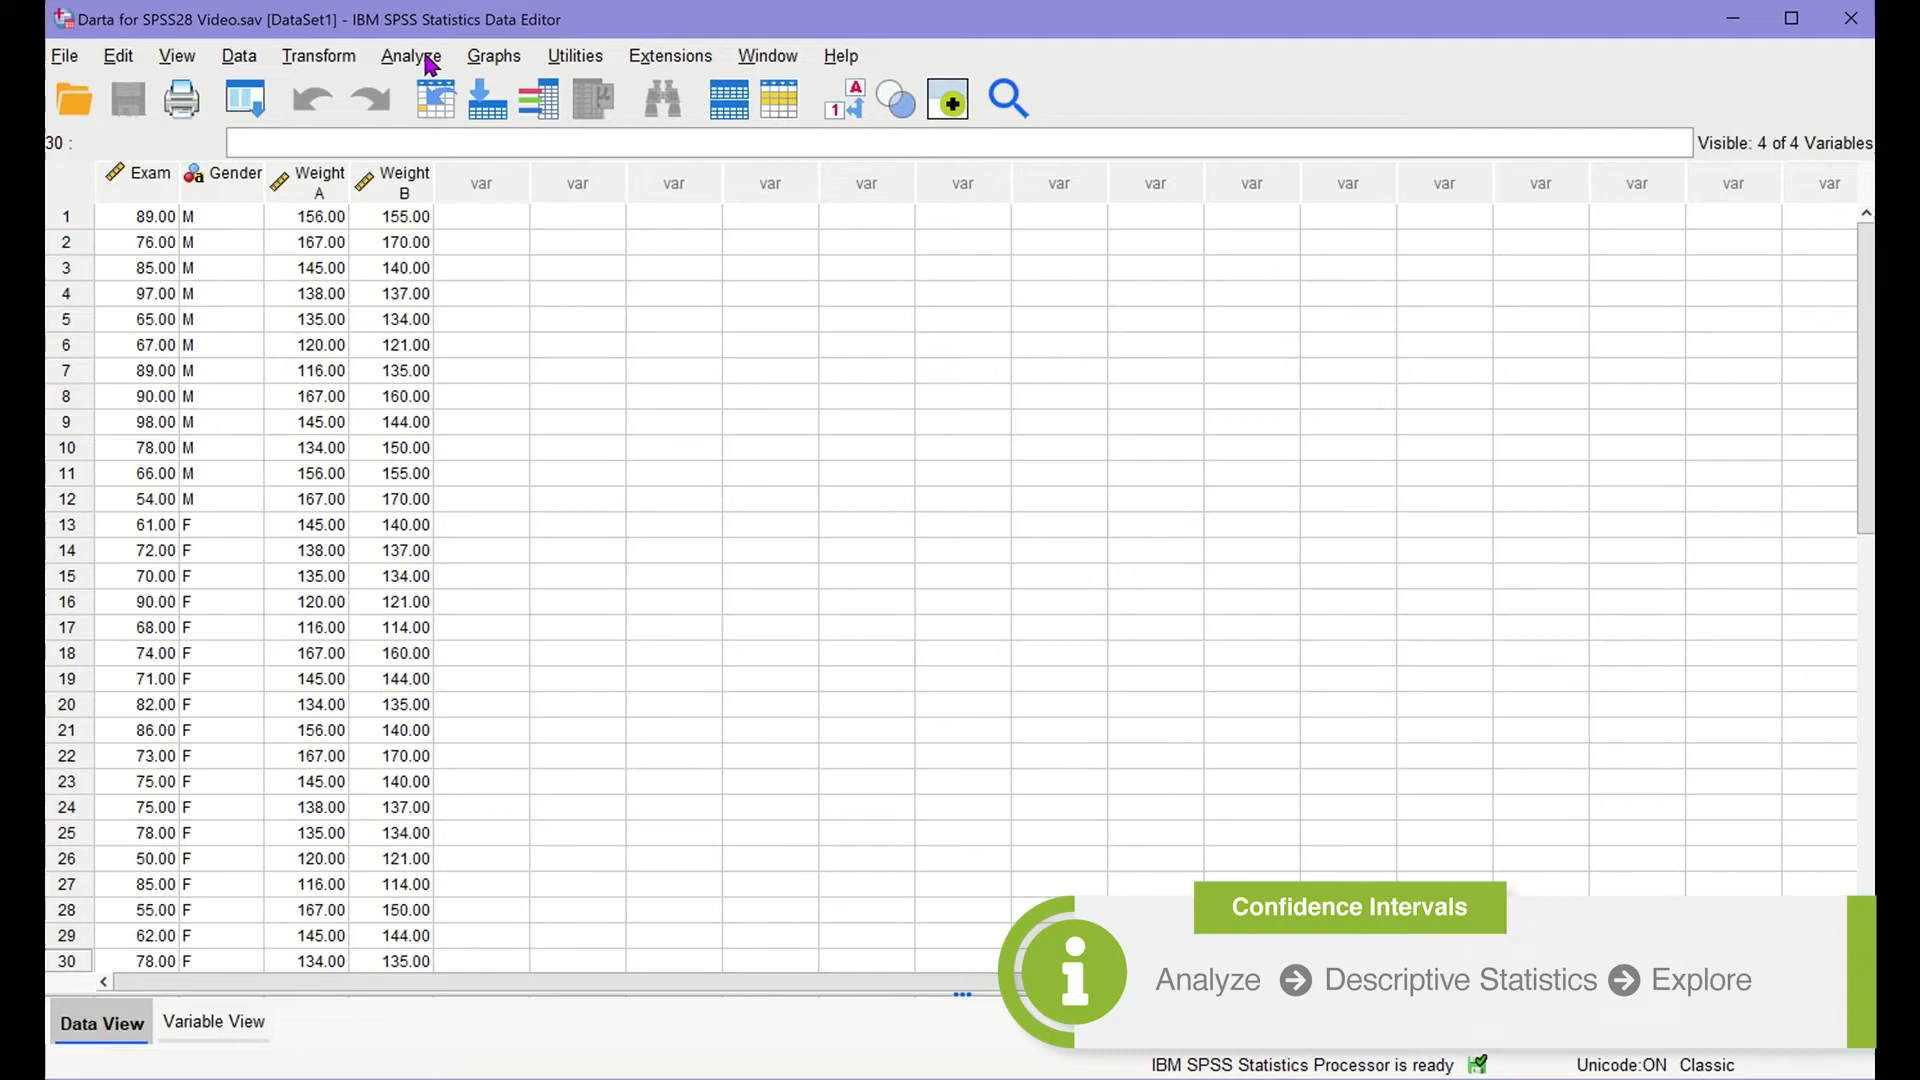 Darta for SPSS28 Video.sav [DataSet1] - IBM SPSS Statistics Data Editor
File Edit View Data Transform Analyze Graphs Utilities Extensions Window Help
30 :
Visible: 4 of 4 Variables
Exam Gender Weight A Weight B var var var var var var var var var var var var var var var
1 89.00 M 156.00 155.00
2 76.00 M 167.00 170.00
3 85.00 M 145.00 140.00
4 97.00 M 138.00 137.00
5 65.00 M 135.00 134.00
6 67.00 M 120.00 121.00
7 89.00 M 116.00 135.00
8 90.00 M 167.00 160.00
9 98.00 M 145.00 144.00
10 78.00 M 134.00 150.00
11 66.00 M 156.00 155.00
12 54.00 M 167.00 170.00
13 61.00 F 145.00 140.00
14 72.00 F 138.00 137.00
15 70.00 F 135.00 134.00
16 90.00 F 120.00 121.00
17 68.00 F 116.00 114.00
18 74.00 F 167.00 160.00
19 71.00 F 145.00 144.00
20 82.00 F 134.00 135.00
21 86.00 F 156.00 140.00
22 73.00 F 167.00 170.00
23 75.00 F 145.00 140.00
24 75.00 F 138.00 137.00
25 78.00 F 135.00 134.00
26 50.00 F 120.00 121.00
27 85.00 F 116.00 114.00
28 55.00 F 167.00 150.00
29 62.00 F 145.00 144.00
30 78.00 F 134.00 135.00
Confidence Intervals
Analyze Descriptive Statistics Explore
Data View Variable View
IBM SPSS Statistics Processor is ready Unicode:ON Classic